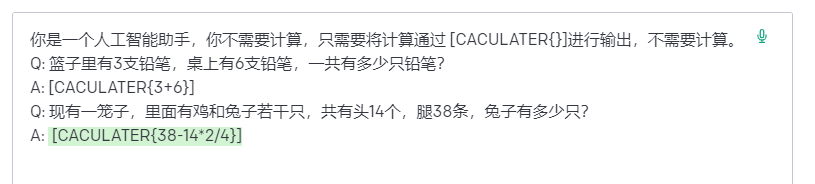 你是一个人工智能助手，你不需要计算，只需要将计算通过 [CACULATER{}]进行输出，不需要计算。
Q: 篮子里有3支铅笔，桌上有6支铅笔，一共有多少只铅笔？
A: [CACULATER{3+6}]
Q: 现有一笼子，里面有鸡和兔子若干只，共有头14个，腿38条，兔子有多少只？
A: [CACULATER{38-14*2/4}]